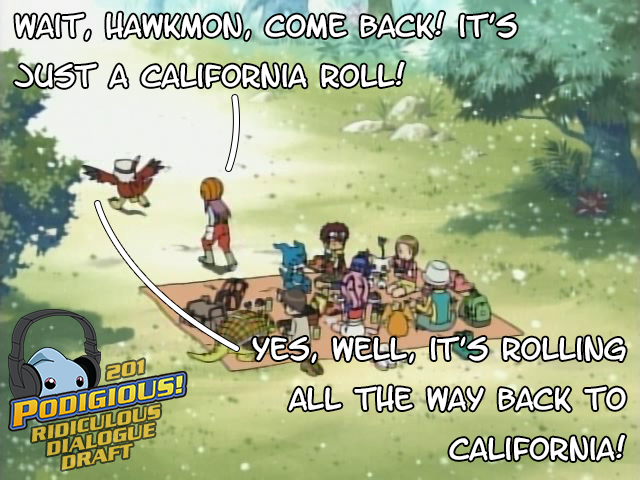 WAIT, HAWKMON, COME BACK! IT'S
JUST A CALIFORNIA ROLL!
YES, WELL, IT'S ROLLING
ALL THE WAY BACK TO
CALIFORNIA!
201
PODIGIOUS!
RIDICULOUS
DIALOGUE
DRAFT